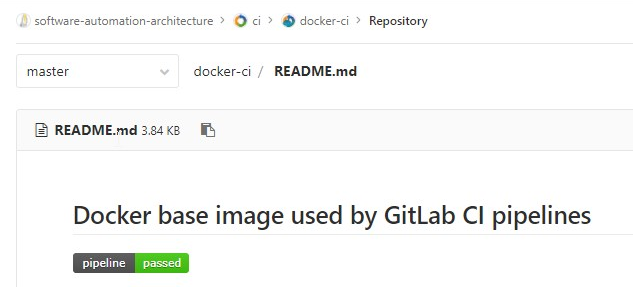 software-automation-architecture > ci > docker-ci > Repository
master docker-ci / README.md
README.md 3.84 KB
Docker base image used by GitLab CI pipelines
pipeline passed